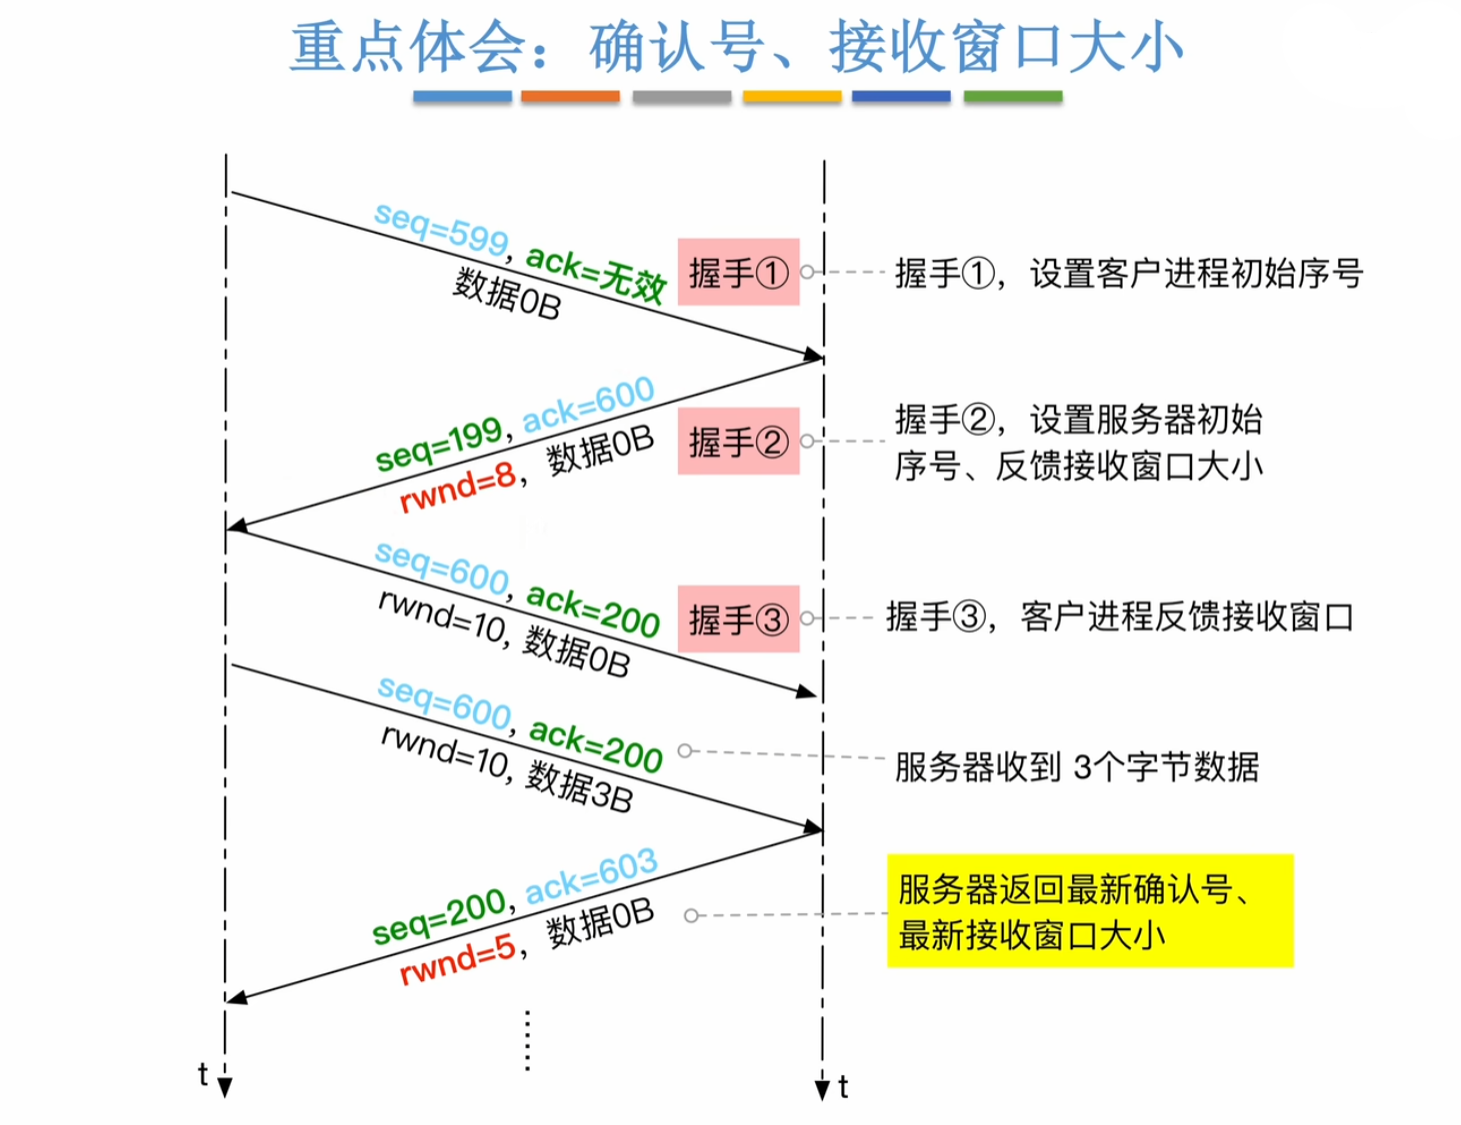 重点体会：确认号、接收窗口大小
seq=599, ack=无效
数据0B
握手①
握手①，设置客户进程初始序号
seq=199, ack=600
rwnd=8，数据0B
握手②
握手②，设置服务器初始
序号、反馈接收窗口大小
seq=600, ack=200
rwnd=10, 数据0B
握手③
握手③，客户进程反馈接收窗口
seq=600, ack=200
rwnd=10, 数据3B
服务器收到 3个字节数据
seq=200, ack=603
rwnd=5，数据0B
服务器返回最新确认号、
最新接收窗口大小
t
t